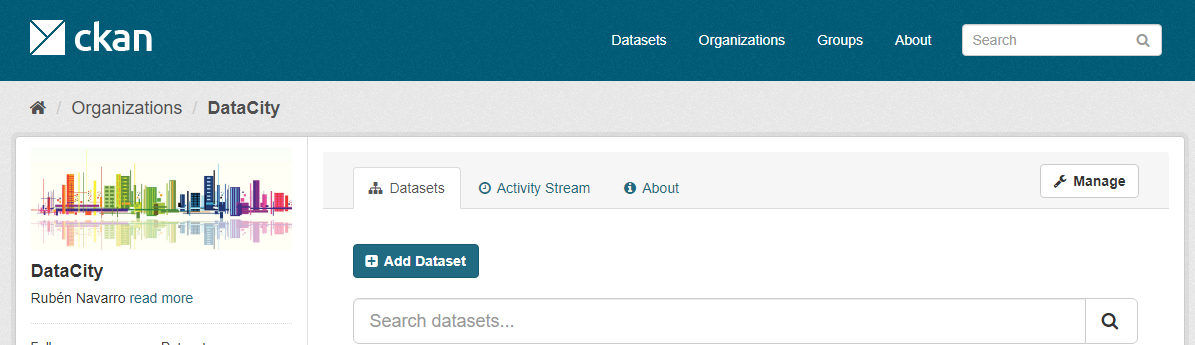 ckan
Datasets Organizations Groups About Search
/ Organizations / DataCity
Datasets Activity Stream About Manage
Add Dataset
DataCity
Rubén Navarro read more
Search datasets...